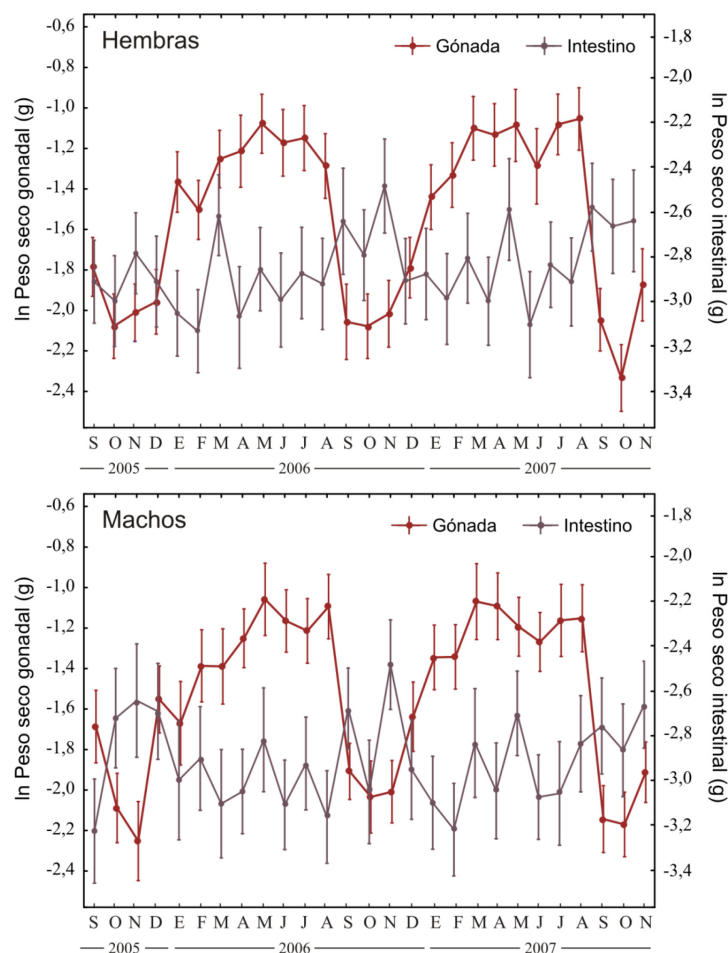 Hembras
Gónada
Intestino
ln Peso seco gonadal (g)
-0,6
-0,8
-1,0
-1,2
-1,4
-1,6
-1,8
-2,0
-2,2
-2,4
-1,8
-2,0
-2,2
-2,4
-2,6
-2,8
-3,0
-3,2
-3,4
ln Peso seco intestinal (g)
S O N D E F M A M J J A S O N D E F M A M J J A S O N
2005 2006 2007
Machos
Gónada
Intestino
ln Peso seco gonadal (g)
-0,6
-0,8
-1,0
-1,2
-1,4
-1,6
-1,8
-2,0
-2,2
-2,4
-1,8
-2,0
-2,2
-2,4
-2,6
-2,8
-3,0
-3,2
-3,4
ln Peso seco intestinal (g)
S O N D E F M A M J J A S O N D E F M A M J J A S O N
2005 2006 2007